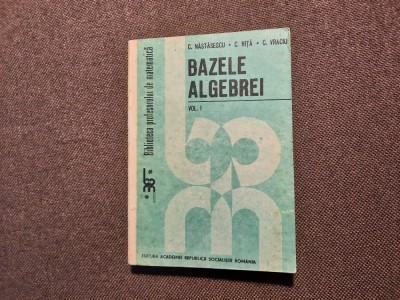 C. NĂSTĂSESCU • C. NIȚĂ • C. VRACIU
BAZELE
ALGEBREI
VOL. I
Biblioteca profesorului de matematică
EDITURA ACADEMIEI REPUBLICII SOCIALISTE ROMÂNIA